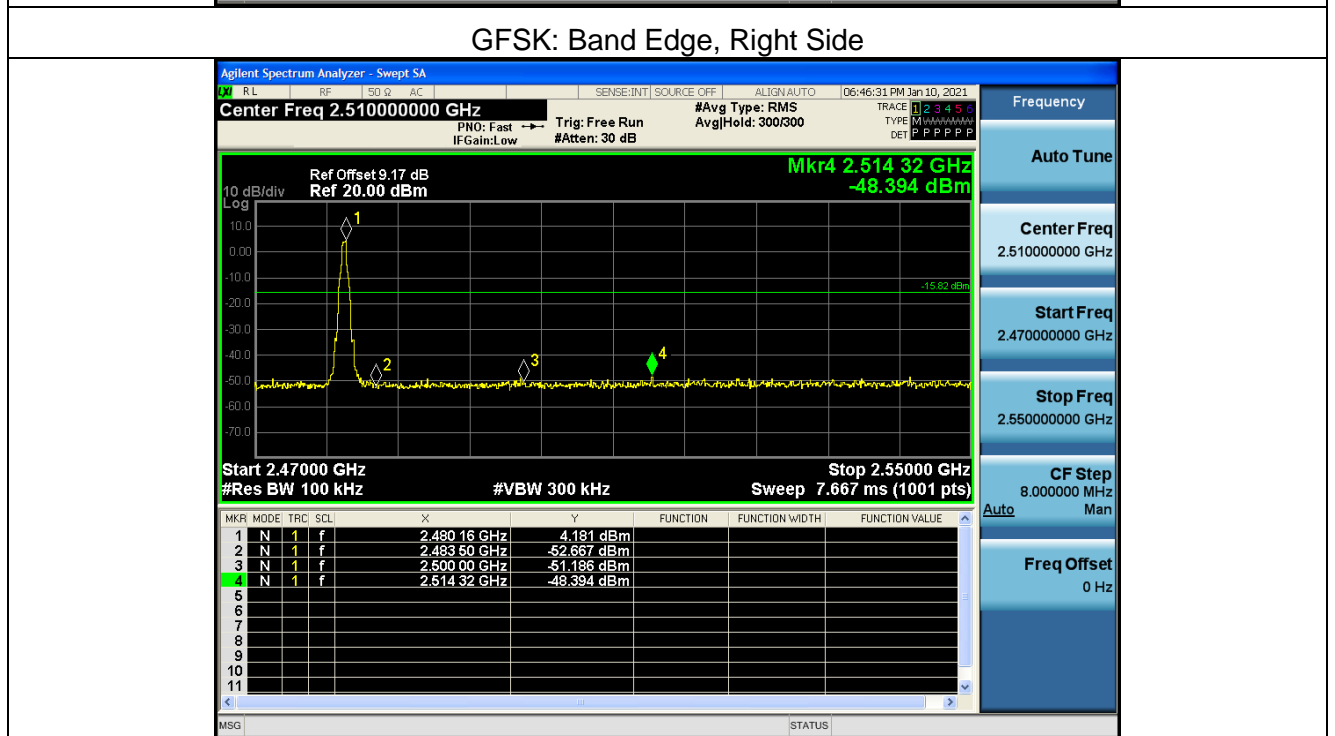 GFSK: Band Edge, Right Side
Agilent Spectrum Analyzer - Swept SA
LXI RL RF 50 Ω AC SENSE:INT SOURCE OFF ALIGN AUTO 06:46:31 PM Jan 10, 2021
Center Freq 2.510000000 GHz #Avg Type: RMS TRACE 1 2 3 4 5 6
PNO: Fast Trig: Free Run Avg|Hold: 300/300 TYPE M
IFGain:Low #Atten: 30 dB DET P P P P P P
Frequency
Auto Tune
Center Freq
2.510000000 GHz
Start Freq
2.470000000 GHz
Stop Freq
2.550000000 GHz
CF Step
8.000000 MHz
Auto Man
Freq Offset
0 Hz
Mkr4 2.514 32 GHz
-48.394 dBm
Ref Offset 9.17 dB
10 dB/div Ref 20.00 dBm
Log
10.0
0.00
-10.0
-20.0
-30.0
-40.0
-50.0
-60.0
-70.0
1
2
3
4
-15.82 dBm
Start 2.47000 GHz Stop 2.55000 GHz
#Res BW 100 kHz #VBW 300 kHz Sweep 7.667 ms (1001 pts)
MKR MODE TRC SCL X Y FUNCTION FUNCTION WIDTH FUNCTION VALUE
1 N 1 f 2.480 16 GHz 4.181 dBm
2 N 1 f 2.483 50 GHz -52.667 dBm
3 N 1 f 2.500 00 GHz -51.186 dBm
4 N 1 f 2.514 32 GHz -48.394 dBm
5
6
7
8
9
10
11
MSG STATUS